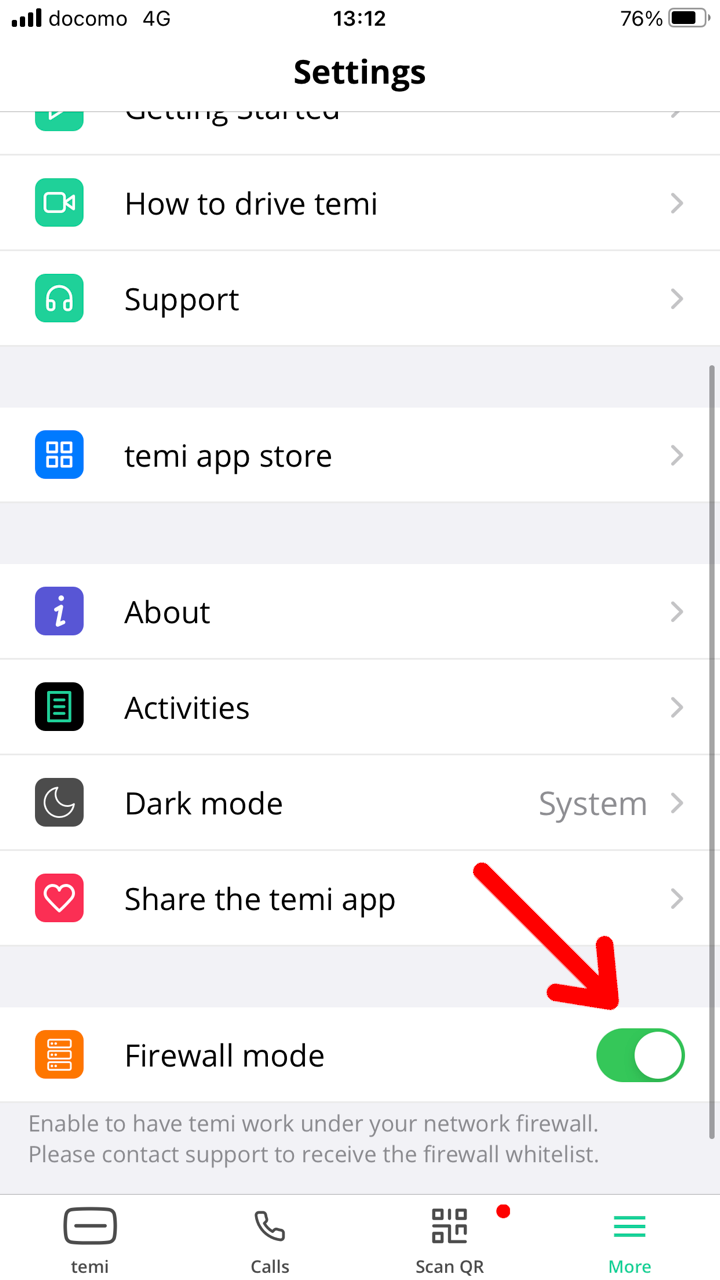 docomo 4G 13:12 76%
Settings
Getting Started
How to drive temi
Support
temi app store
About
Activities
Dark mode System
Share the temi app
Firewall mode
Enable to have temi work under your network firewall.
Please contact support to receive the firewall whitelist.
temi Calls Scan QR More